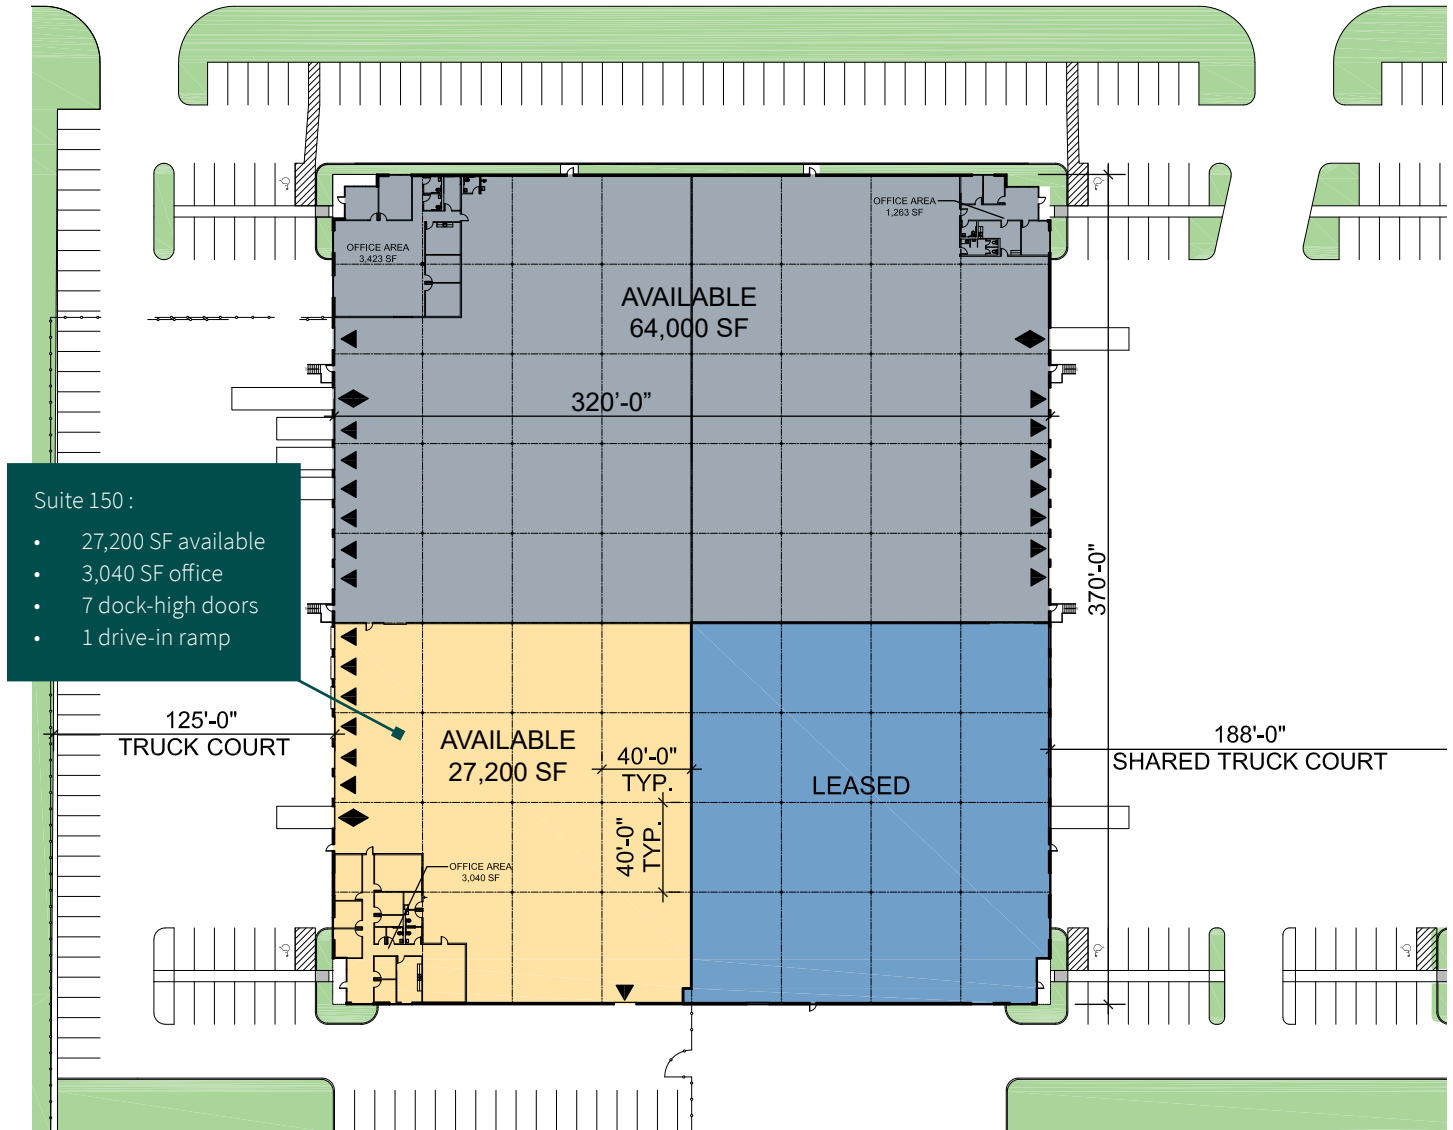 OFFICE AREA
1,263 SF
OFFICE AREA
3,423 SF
AVAILABLE
64,000 SF
320'-0"
370'-0"
Suite 150 :
• 27,200 SF available
• 3,040 SF office
• 7 dock-high doors
• 1 drive-in ramp
125'-0"
TRUCK COURT
AVAILABLE
27,200 SF
40'-0"
TYP.
40'-0"
TYP.
LEASED
188'-0"
SHARED TRUCK COURT
OFFICE AREA
3,040 SF